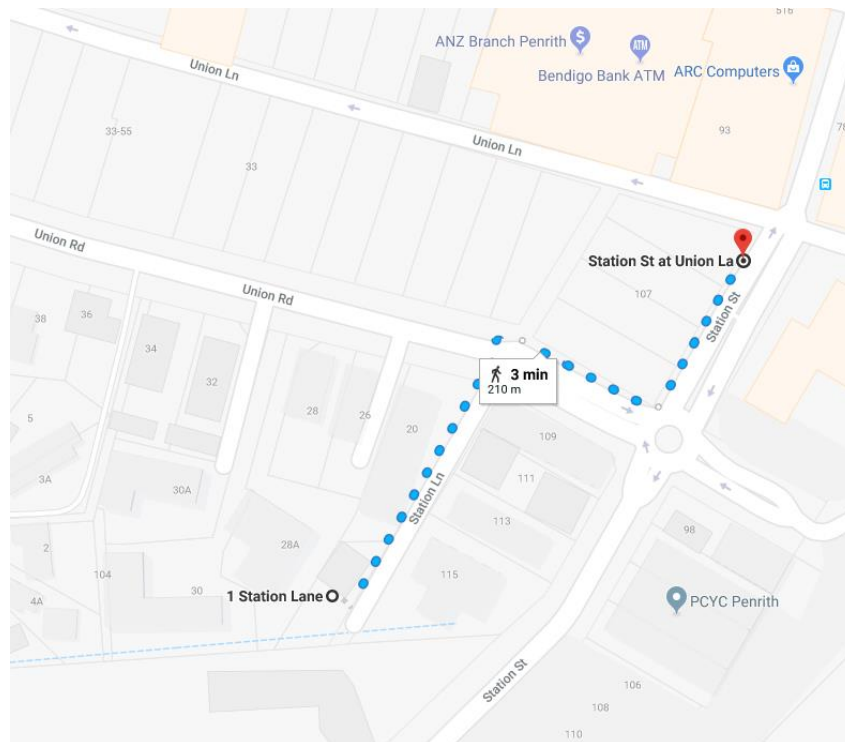 516
ANZ Branch Penrith
$
ATM
Bendigo Bank ATM
ARC Computers
Union Ln
33-55
33
93
Union Ln
Union Rd
Station St at Union La
107
Station St
Union Rd
38
36
34
32
3 min
210 m
28
26
20
109
5
111
3A
30A
Station Ln
113
98
28A
2
104
30
115
1 Station Lane
4A
PCYC Penrith
Station St
106
108
110